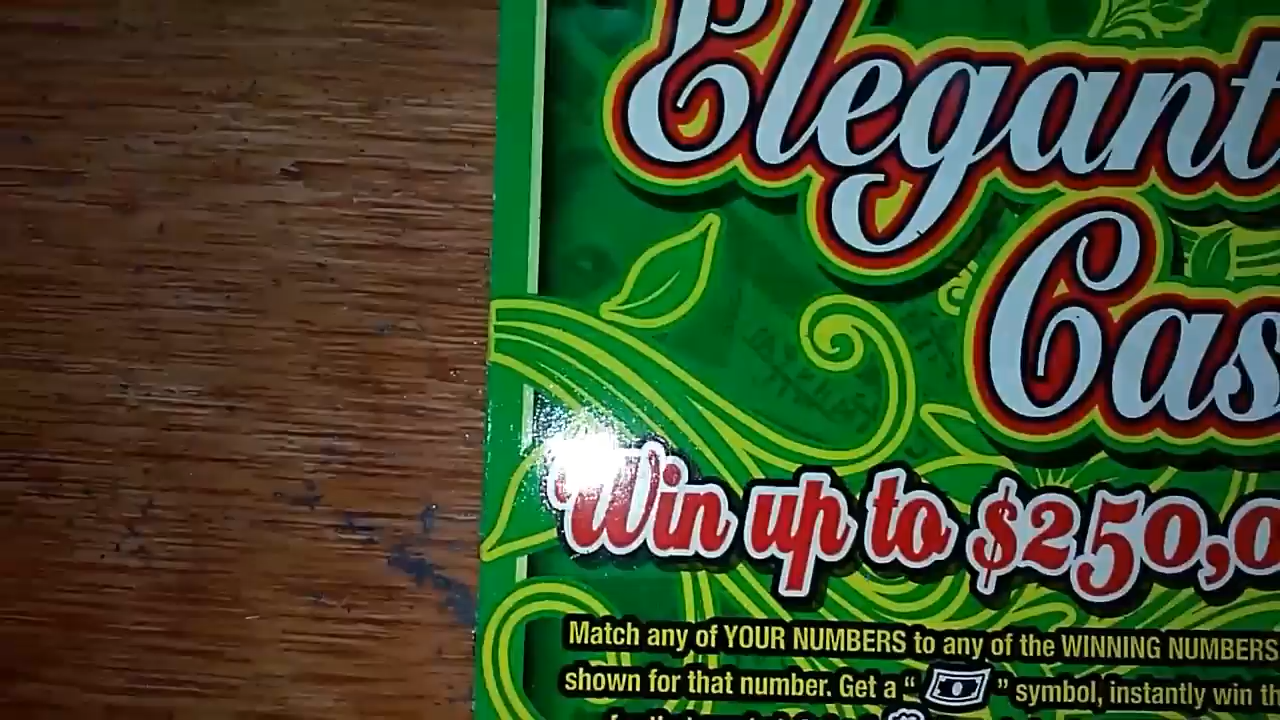 Elegant
Cas
Win up to $250,0
Match any of YOUR NUMBERS to any of the WINNING NUMBERS
shown for that number. Get a " " symbol, instantly win th